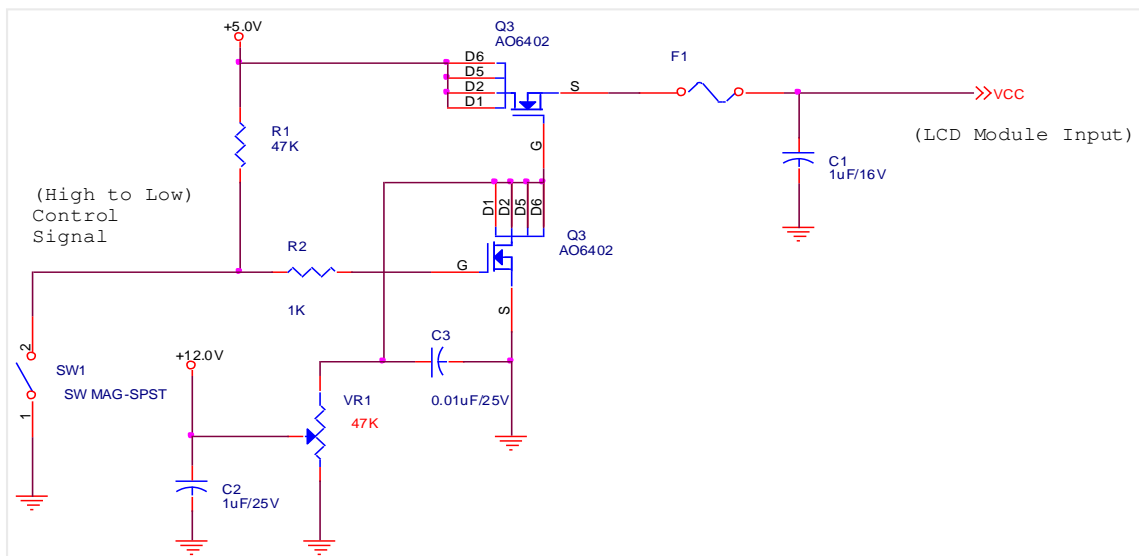 +5.0V
Q3
AO6402
D6
D5
D2
D1
S
G
F1
VCC
(LCD Module Input)
R1
47K
C1
1uF/16V
(High to Low)
Control
Signal
D1
D2
D5
D6
Q3
AO6402
R2
1K
G
S
+12.0V
C3
0.01uF/25V
2
SW1
SW MAG-SPST
1
VR1
47K
C2
1uF/25V